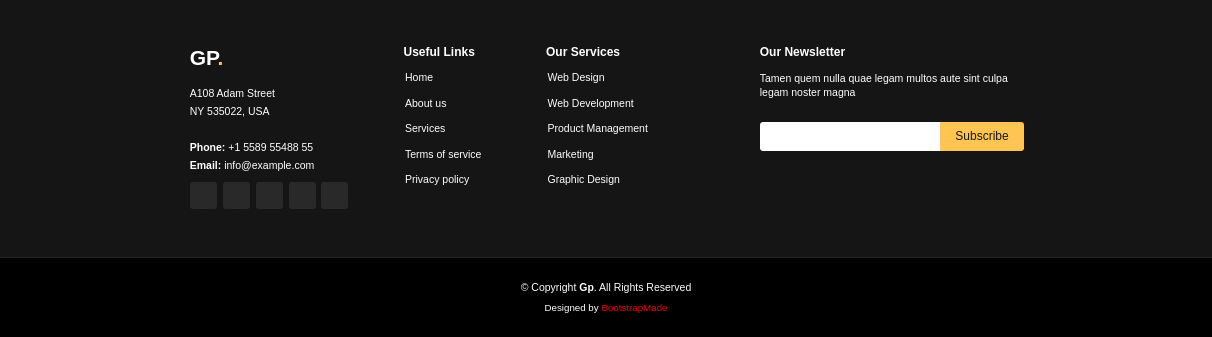 GP.
A108 Adam Street
NY 535022, USA
Phone: +1 5589 55488 55
Email: info@example.com
Useful Links
Home
About us
Services
Terms of service
Privacy policy
Our Services
Web Design
Web Development
Product Management
Marketing
Graphic Design
Our Newsletter
Tamen quem nulla quae legam multos aute sint culpa
legam noster magna
Subscribe
© Copyright Gp. All Rights Reserved
Designed by BootstrapMade